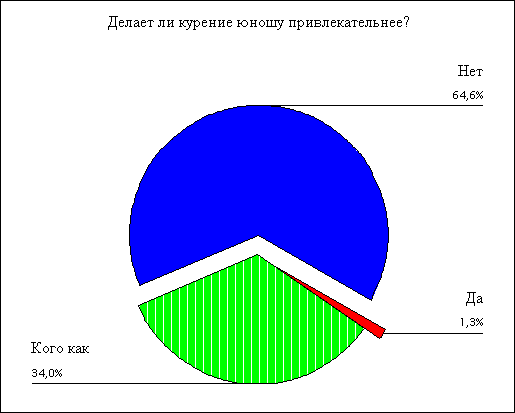 Делает ли курение юношу привлекательнее?
Нет
64,6%
Да
1,3%
Кого как
34,0%